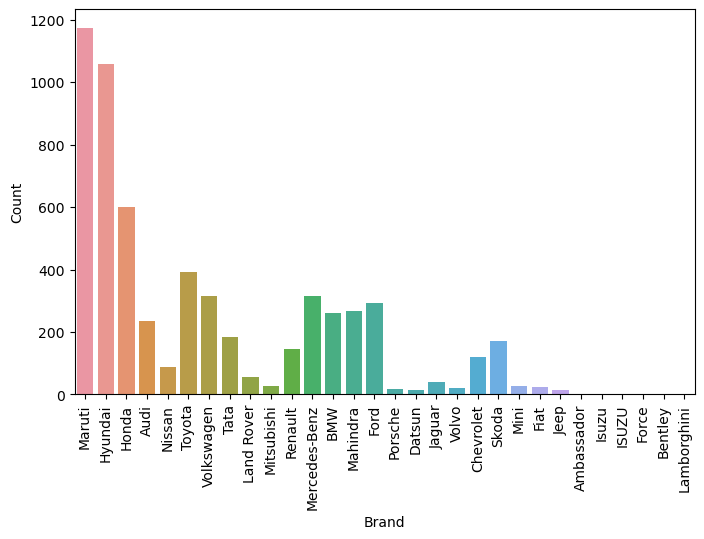 1200
1000
800
600
400
200
0
Count
Maruti
Hyundai
Honda
Audi
Nissan
Toyota
Volkswagen
Tata
Land Rover
Mitsubishi
Renault
Mercedes-Benz
BMW
Mahindra
Ford
Porsche
Datsun
Jaguar
Volvo
Chevrolet
Skoda
Mini
Fiat
Jeep
Ambassador
Isuzu
ISUZU
Force
Bentley
Lamborghini
Brand